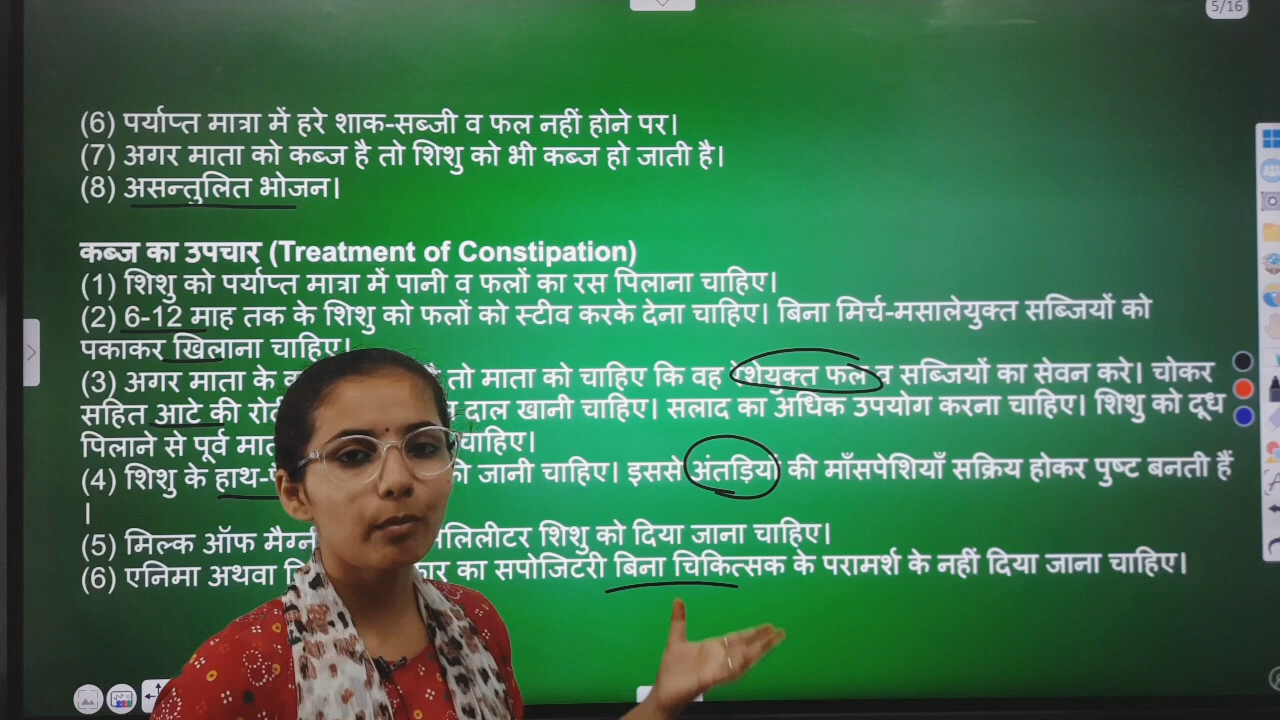 5/16
(6) पर्याप्त मात्रा में हरे शाक-सब्जी व फल नहीं होने पर।
(7) अगर माता को कब्ज है तो शिशु को भी कब्ज हो जाती है।
(8) असन्तुलित भोजन।
कब्ज का उपचार (Treatment of Constipation)
(1) शिशु को पर्याप्त मात्रा में पानी व फलों का रस पिलाना चाहिए।
(2) 6-12 माह तक के शिशु को फलों को स्टीव करके देना चाहिए। बिना मिर्च-मसालेयुक्त सब्जियों को
पकाकर खिलाना चाहिए।
(3) अगर माता के तो माता को चाहिए कि वह रेशेयुक्त फल व सब्जियों का सेवन करे। चोकर
सहित आटे की दाल खानी चाहिए। सलाद का अधिक उपयोग करना चाहिए। शिशु को दूध
पिलाने से पूर्व चाहिए।
(4) शिशु के हाथ- जानी चाहिए। इससे अंतड़ियां की माँसपेशियाँ सक्रिय होकर पुष्ट बनती हैं
।
(5) मिल्क ऑफ शिशु को दिया जाना चाहिए।
(6) एनिमा अथवा का सपोजिटरी बिना चिकित्सक के परामर्श के नहीं दिया जाना चाहिए।